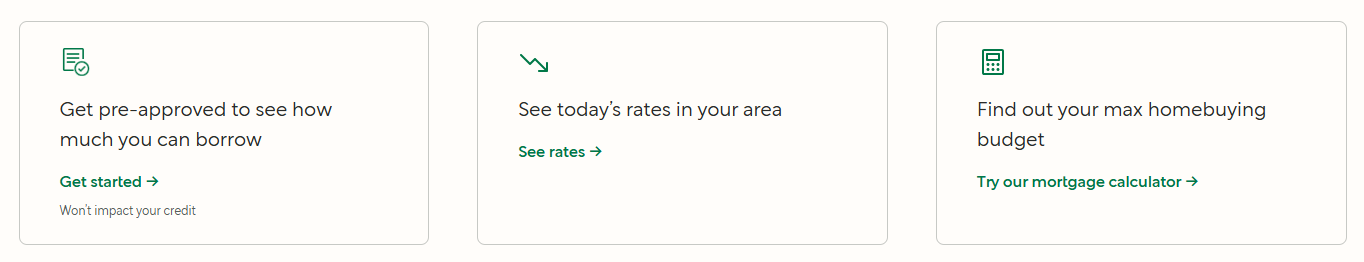 Get pre-approved to see how
much you can borrow
Get started →
Won't impact your credit
See today's rates in your area
See rates →
Find out your max homebuying
budget
Try our mortgage calculator →